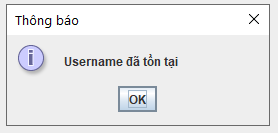 Thông báo
Username đã tồn tại
OK